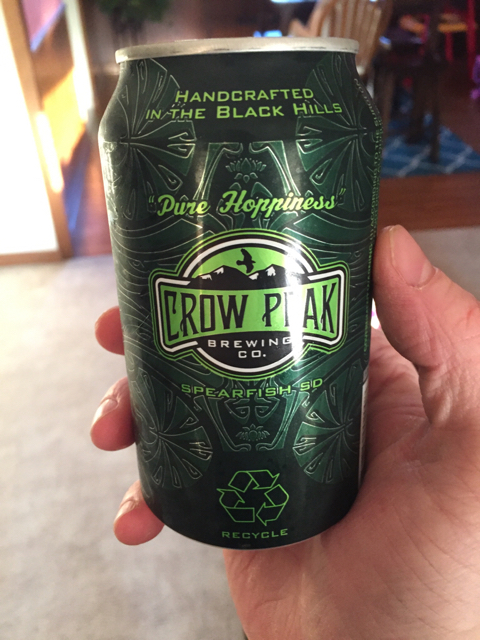 HANDCRAFTED
IN THE BLACK HILLS
"Pure Hoppiness"
CROW PEAK
BREWING
CO.
SPEARFISH SD
RECYCLE